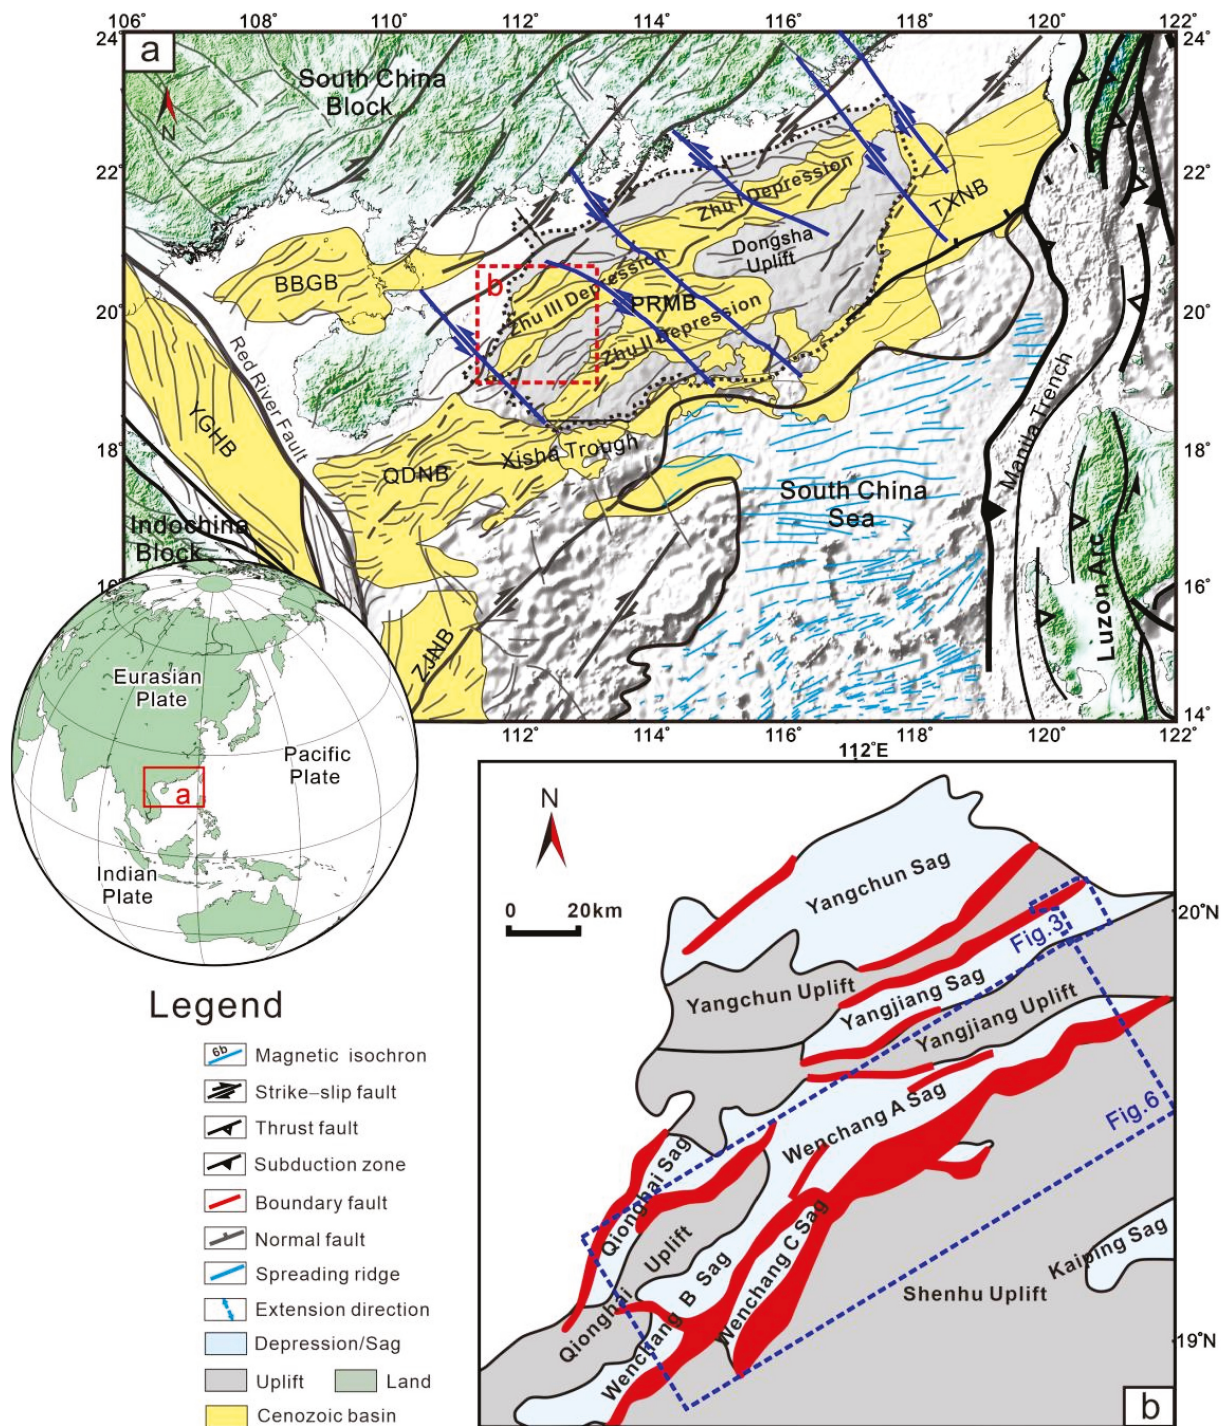 106°
108°
110°
112°
114°
116°
118°
120°
122°
24°
24°
a
N
South China
Block
22°
22°
Zhu I Depression
TXNB
Dongsha
Uplift
BBGB
b
Zhu III Depression
PRMB
20°
20°
Zhu II Depression
Red River Fault
YGHB
Manila Trench
18°
18°
Xisha Trough
QDNB
South China
Sea
Indochina
Block
Luzon Arc
16°
16°
ZJNB
14°
112°
114°
116°
118°
120°
122°
112°E
Eurasian
Plate
Pacific
Plate
a
Indian
Plate
N
0 20km
Yangchun Sag
20°N
Fig.3
Yangchun Uplift
Yangjiang Sag
Yangjiang Uplift
Wenchang A Sag
Fig.6
Qionghai Sag
Qionghai Uplift
Wenchang B Sag
Wenchang C Sag
Kaiping Sag
Shenhu Uplift
19°N
b
Legend
6b
Magnetic isochron
Strike–slip fault
Thrust fault
Subduction zone
Boundary fault
Normal fault
Spreading ridge
Extension direction
Depression/Sag
Uplift
Land
Cenozoic basin